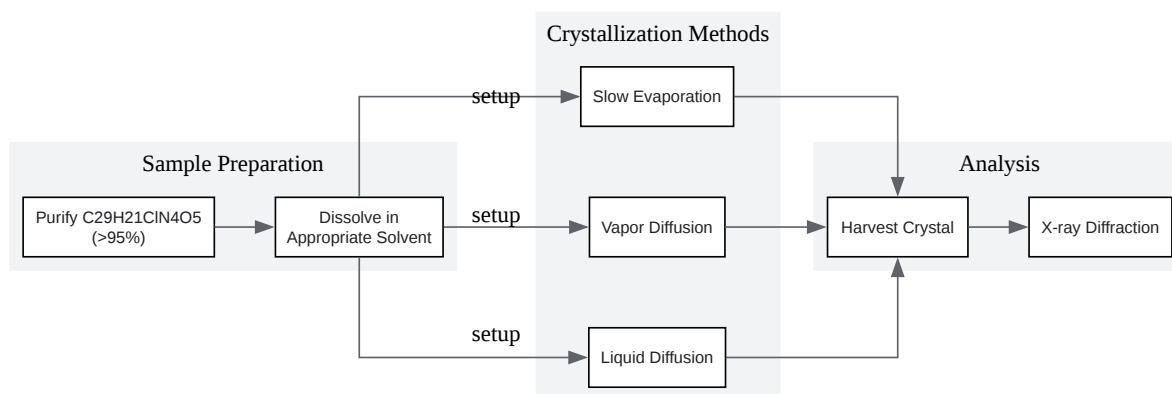 Crystallization Methods
setup
Slow Evaporation
Sample Preparation
Analysis
Purify C29H21ClN4O5
(>95%)
Dissolve in
Appropriate Solvent
setup
Vapor Diffusion
Harvest Crystal
X-ray Diffraction
setup
Liquid Diffusion